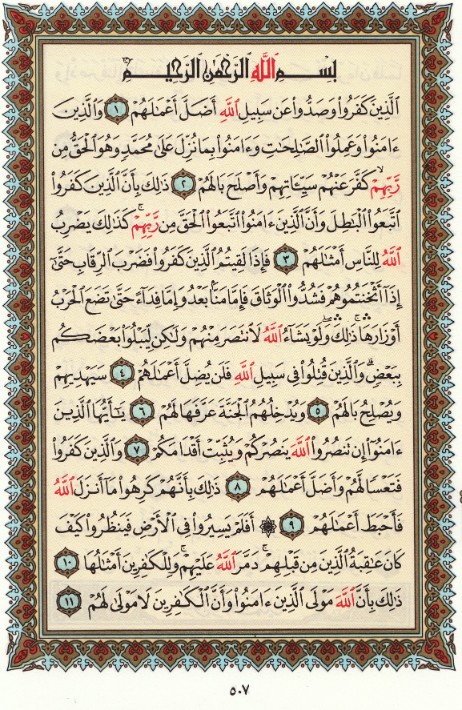 بِسْمِ ٱللَّهِ ٱلرَّحْمَٰنِ ٱلرَّحِيمِ
ٱلَّذِينَ كَفَرُوا۟ وَصَدُّوا۟ عَن سَبِيلِ ٱللَّهِ أَضَلَّ أَعْمَٰلَهُمْ ١ وَٱلَّذِينَ
ءَامَنُوا۟ وَعَمِلُوا۟ ٱلصَّٰلِحَٰتِ وَءَامَنُوا۟ بِمَا نُزِّلَ عَلَىٰ مُحَمَّدٍ وَهُوَ ٱلْحَقُّ مِن
رَّبِّهِمْ ۙ كَفَّرَ عَنْهُمْ سَيِّـَٔاتِهِمْ وَأَصْلَحَ بَالَهُمْ ٢ ذَٰلِكَ بِأَنَّ ٱلَّذِينَ كَفَرُوا۟
ٱتَّبَعُوا۟ ٱلْبَٰطِلَ وَأَنَّ ٱلَّذِينَ ءَامَنُوا۟ ٱتَّبَعُوا۟ ٱلْحَقَّ مِن رَّبِّهِمْ ۚ كَذَٰلِكَ يَضْرِبُ
ٱللَّهُ لِلنَّاسِ أَمْثَٰلَهُمْ ٣ فَإِذَا لَقِيتُمُ ٱلَّذِينَ كَفَرُوا۟ فَضَرْبَ ٱلرِّقَابِ حَتَّىٰٓ
إِذَآ أَثْخَنتُمُوهُمْ فَشُدُّوا۟ ٱلْوَثَاقَ فَإِمَّا مَنًّۢا بَعْدُ وَإِمَّا فِدَآءً حَتَّىٰ تَضَعَ ٱلْحَرْبُ
أَوْزَارَهَا ۚ ذَٰلِكَ ۖ وَلَوْ يَشَآءُ ٱللَّهُ لَٱنتَصَرَ مِنْهُمْ وَلَٰكِن لِّيَبْلُوَا۟ بَعْضَكُم
بِبَعْضٍ ۗ وَٱلَّذِينَ قُتِلُوا۟ فِى سَبِيلِ ٱللَّهِ فَلَن يُضِلَّ أَعْمَٰلَهُمْ ٤ سَيَهْدِيهِمْ
وَيُصْلِحُ بَالَهُمْ ٥ وَيُدْخِلُهُمُ ٱلْجَنَّةَ عَرَّفَهَا لَهُمْ ٦ يَٰٓأَيُّهَا ٱلَّذِينَ
ءَامَنُوٓا۟ إِن تَنصُرُوا۟ ٱللَّهَ يَنصُرْكُمْ وَيُثَبِّتْ أَقْدَامَكُمْ ٧ وَٱلَّذِينَ كَفَرُوا۟
فَتَعْسًا لَّهُمْ وَأَضَلَّ أَعْمَٰلَهُمْ ٨ ذَٰلِكَ بِأَنَّهُمْ كَرِهُوا۟ مَآ أَنزَلَ ٱللَّهُ
فَأَحْبَطَ أَعْمَٰلَهُمْ ٩ ۞ أَفَلَمْ يَسِيرُوا۟ فِى ٱلْأَرْضِ فَيَنظُرُوا۟ كَيْفَ
كَانَ عَٰقِبَةُ ٱلَّذِينَ مِن قَبْلِهِمْ ۚ دَمَّرَ ٱللَّهُ عَلَيْهِمْ ۖ وَلِلْكَٰفِرِينَ أَمْثَٰلُهَا ١٠
ذَٰلِكَ بِأَنَّ ٱللَّهَ مَوْلَى ٱلَّذِينَ ءَامَنُوا۟ وَأَنَّ ٱلْكَٰفِرِينَ لَا مَوْلَىٰ لَهُمْ ١١
٥٠٧